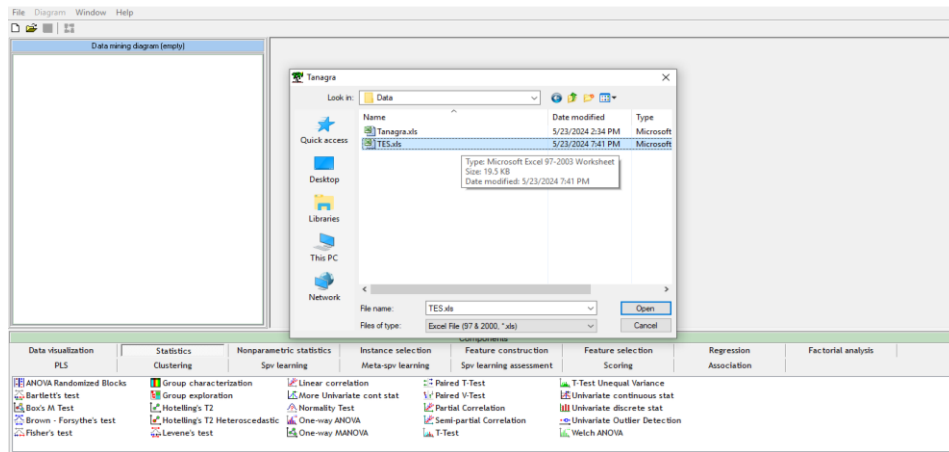 File Diagram Window Help
Data mining diagram (empty)
Tanagra
Look in: Data
Name Date modified Type
Tanagra.xls 5/23/2024 2:34 PM Microsoft
TES.xls 5/23/2024 7:41 PM Microsoft
Type: Microsoft Excel 97-2003 Worksheet
Size: 19.5 KB
Date modified: 5/23/2024 7:41 PM
Quick access
Desktop
Libraries
This PC
Network
File name: TES.xls Open
Files of type: Excel File (97 & 2000, *.xls) Cancel
Components
Data visualization Statistics Nonparametric statistics Instance selection Feature construction Feature selection Regression Factorial analysis
PLS Clustering Spv learning Meta-spv learning Spv learning assessment Scoring Association
ANOVA Randomized Blocks Group characterization Linear correlation Paired T-Test T-Test Unequal Variance
Bartlett's test Group exploration More Univariate cont stat Paired V-Test Univariate continuous stat
Box's M Test Hotelling's T2 Normality Test Partial Correlation Univariate discrete stat
Brown - Forsythe's test Hotelling's T2 Heteroscedastic One-way ANOVA Semi-partial Correlation Univariate Outlier Detection
Fisher's test Levene's test One-way MANOVA T-Test Welch ANOVA